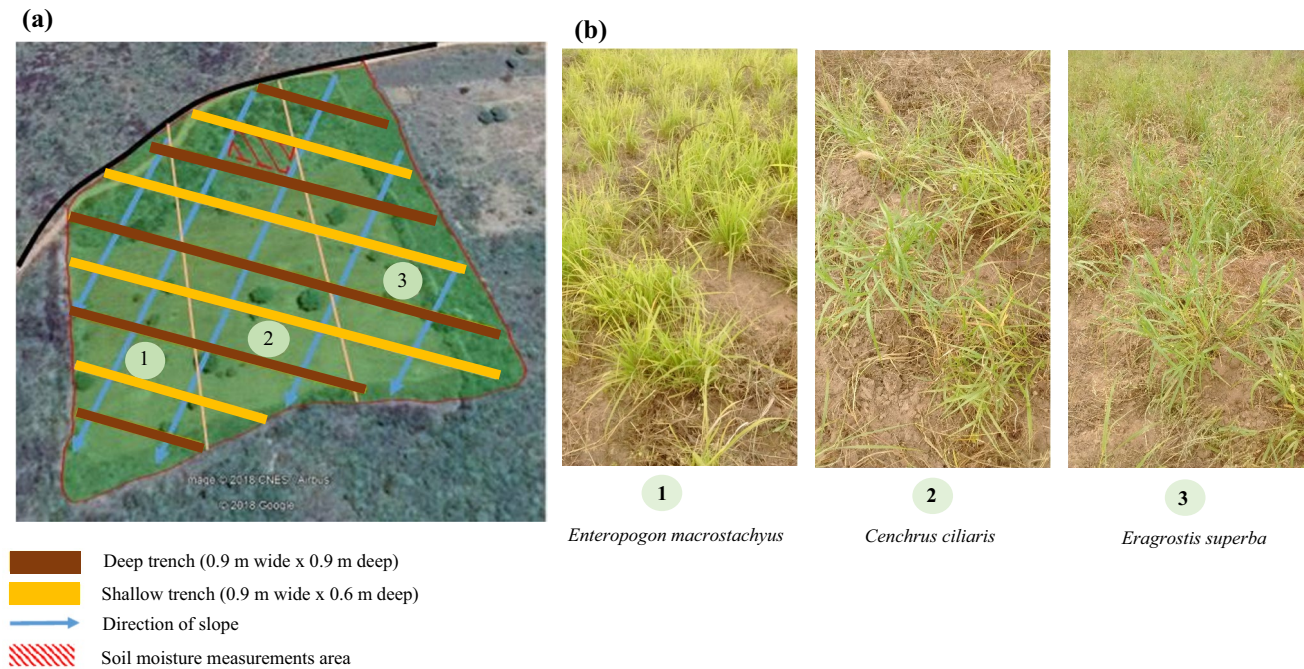 (a)
(b)
1
2
3
Image © 2018 CNES / Airbus
© 2018 Google
1
2
3
Enteropogon macrostachyus
Cenchrus ciliaris
Eragrostis superba
Deep trench (0.9 m wide x 0.9 m deep)
Shallow trench (0.9 m wide x 0.6 m deep)
Direction of slope
Soil moisture measurements area